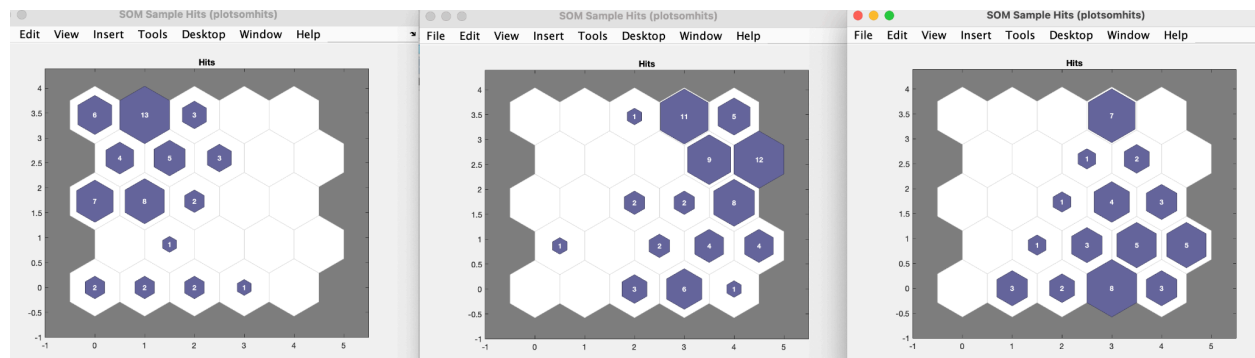 SOM Sample Hits (plotsomhits)
Edit View Insert Tools Desktop Window Help
Hits
4
3.5
3
2.5
2
1.5
1
0.5
0
-0.5
-1
6 13 3
4 5 3
7 8 2
1
2 2 2 1
-1 0 1 2 3 4 5
SOM Sample Hits (plotsomhits)
File Edit View Insert Tools Desktop Window Help
Hits
4
3.5
3
2.5
2
1.5
1
0.5
0
-0.5
-1
1 11 5
9 12
2 2 8
1 2 4 4
3 6 1
-1 0 1 2 3 4 5
SOM Sample Hits (plotsomhits)
File Edit View Insert Tools Desktop Window Help
Hits
4
3.5
3
2.5
2
1.5
1
0.5
0
-0.5
-1
7
1 2
1 4 3
1 3 5 5
3 2 8 3
-1 0 1 2 3 4 5